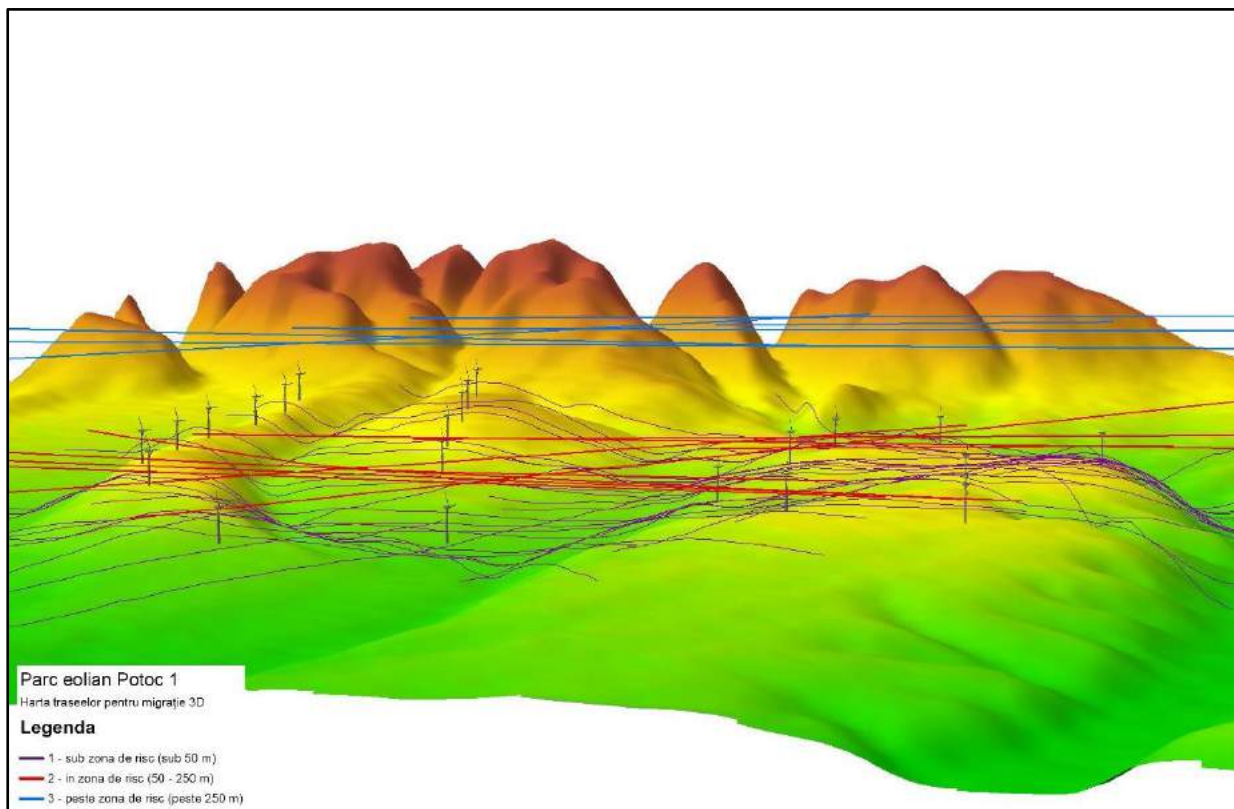 Parc eolian Potoc 1
Harta traseelor pentru migrație 3D
Legenda
1 - sub zona de risc (sub 50 m)
2 - in zona de risc (50 - 250 m)
3 - peste zona de risc (peste 250 m)